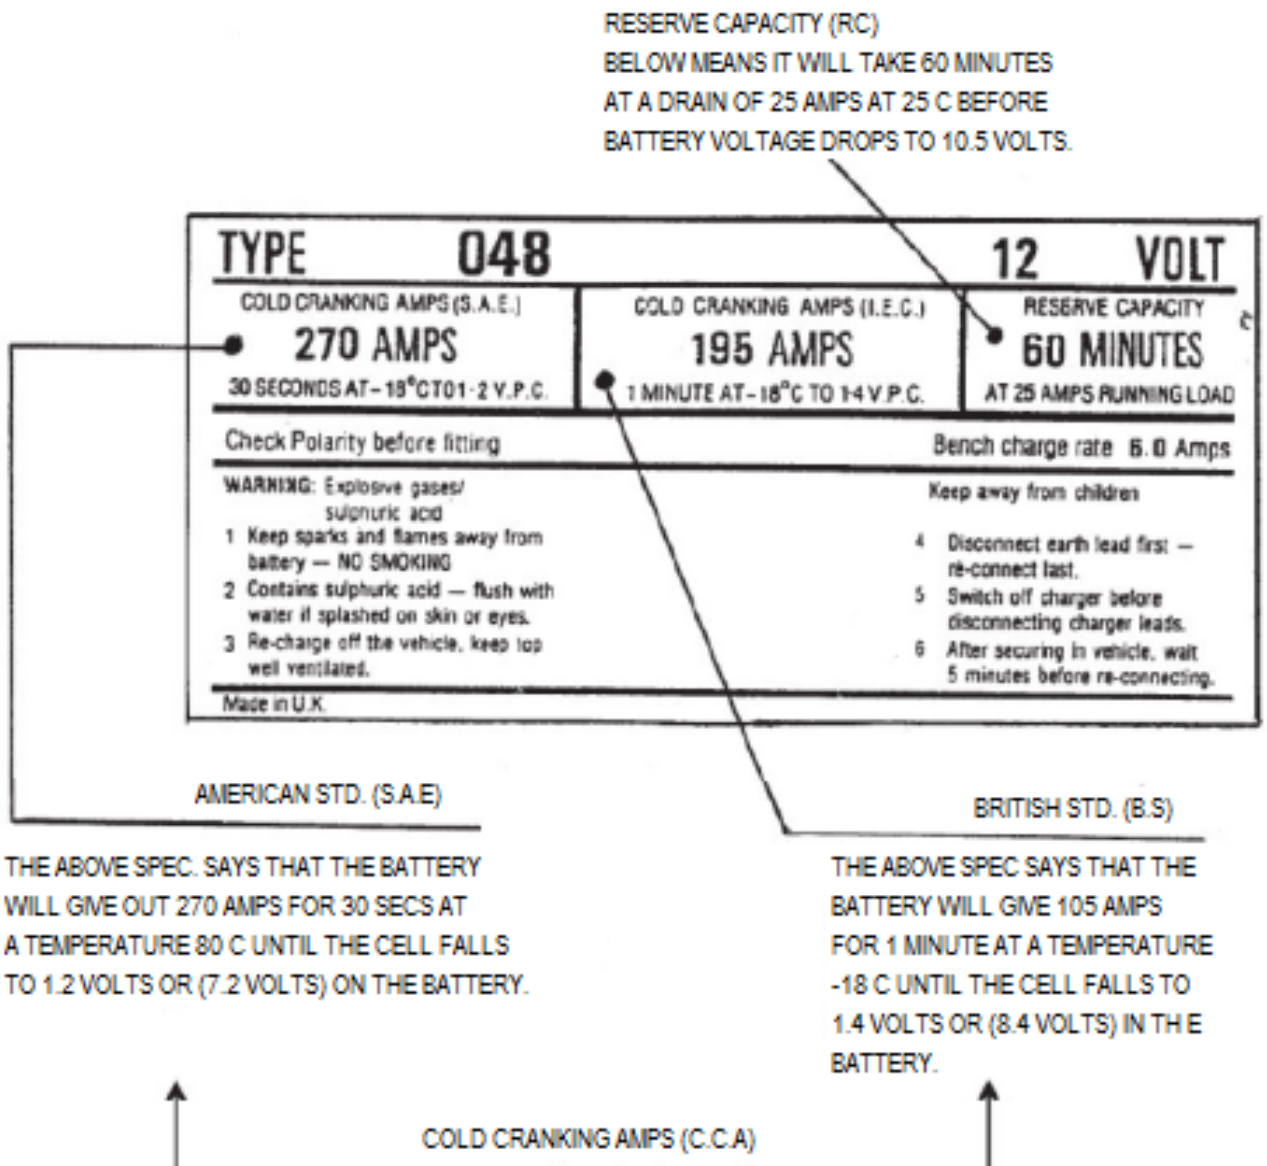 RESERVE CAPACITY (RC)
BELOW MEANS IT WILL TAKE 60 MINUTES
AT A DRAIN OF 25 AMPS AT 25 C BEFORE
BATTERY VOLTAGE DROPS TO 10.5 VOLTS.
TYPE 048 12 VOLT
COLD CRANKING AMPS (S.A.E.)
270 AMPS
30 SECONDS AT -18°C TO 1·2 V.P.C.
COLD CRANKING AMPS (I.E.C.)
195 AMPS
1 MINUTE AT -18°C TO 1·4 V.P.C.
RESERVE CAPACITY
60 MINUTES
AT 25 AMPS RUNNING LOAD
Check Polarity before fitting
Bench charge rate 6.0 Amps
WARNING: Explosive gases/
sulphuric acid
1 Keep sparks and flames away from
battery — NO SMOKING
2 Contains sulphuric acid — flush with
water if splashed on skin or eyes.
3 Re-charge off the vehicle, keep top
well ventilated.
Keep away from children
4 Disconnect earth lead first —
re-connect last.
5 Switch off charger before
disconnecting charger leads.
6 After securing in vehicle, wait
5 minutes before re-connecting.
Made in U.K.
AMERICAN STD. (S.A.E)
THE ABOVE SPEC. SAYS THAT THE BATTERY
WILL GIVE OUT 270 AMPS FOR 30 SECS AT
A TEMPERATURE 80 C UNTIL THE CELL FALLS
TO 1.2 VOLTS OR (7.2 VOLTS) ON THE BATTERY.
BRITISH STD. (B.S)
THE ABOVE SPEC SAYS THAT THE
BATTERY WILL GIVE 105 AMPS
FOR 1 MINUTE AT A TEMPERATURE
-18 C UNTIL THE CELL FALLS TO
1.4 VOLTS OR (8.4 VOLTS) IN TH E
BATTERY.
COLD CRANKING AMPS (C.C.A)